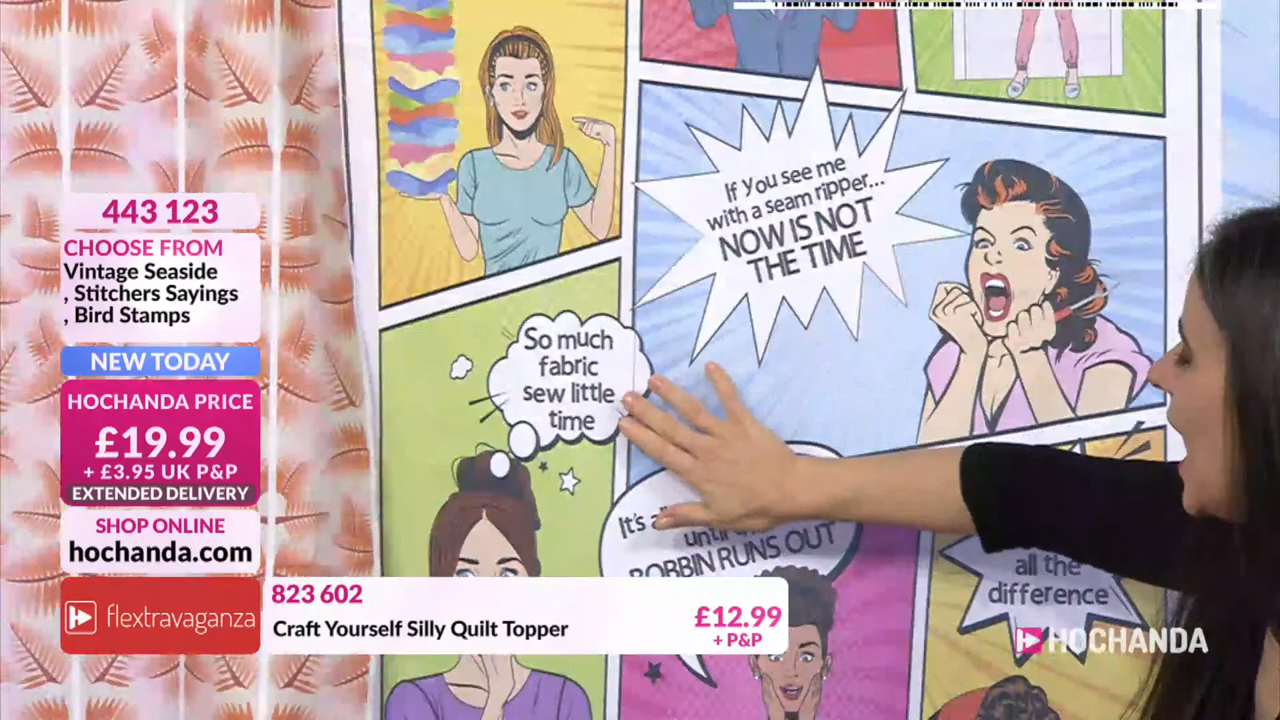 If you see me
with a seam ripper...
NOW IS NOT
THE TIME
So much
fabric
sew little
time
It's
until
BOBBIN RUNS OUT
all the
difference
443 123
CHOOSE FROM
Vintage Seaside
, Stitchers Sayings
, Bird Stamps
NEW TODAY
HOCHANDA PRICE
£19.99
+ £3.95 UK P&P
EXTENDED DELIVERY
SHOP ONLINE
hochanda.com
flextravaganza
823 602
Craft Yourself Silly Quilt Topper
£12.99
+ P&P
HOCHANDA